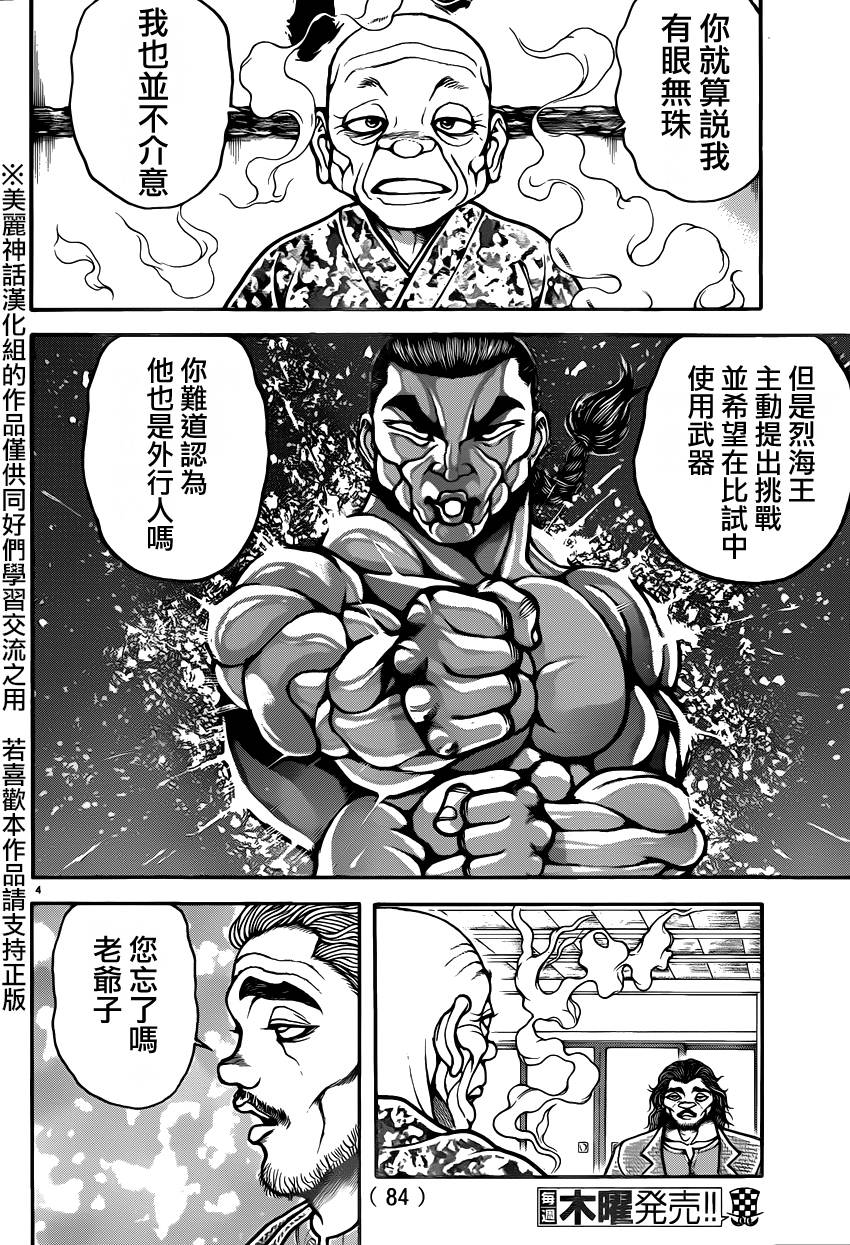 你就算説我
有眼無珠
我也並不介意
但是烈海王
主動提出挑戰
並希望在比試中
使用武器
你難道認為
他也是外行人嗎
您忘了嗎
老爺子
※美麗神話漢化組的作品僅供同好們學習交流之用　若喜歡本作品請支持正版
4
(84)
毎週木曜発売!!